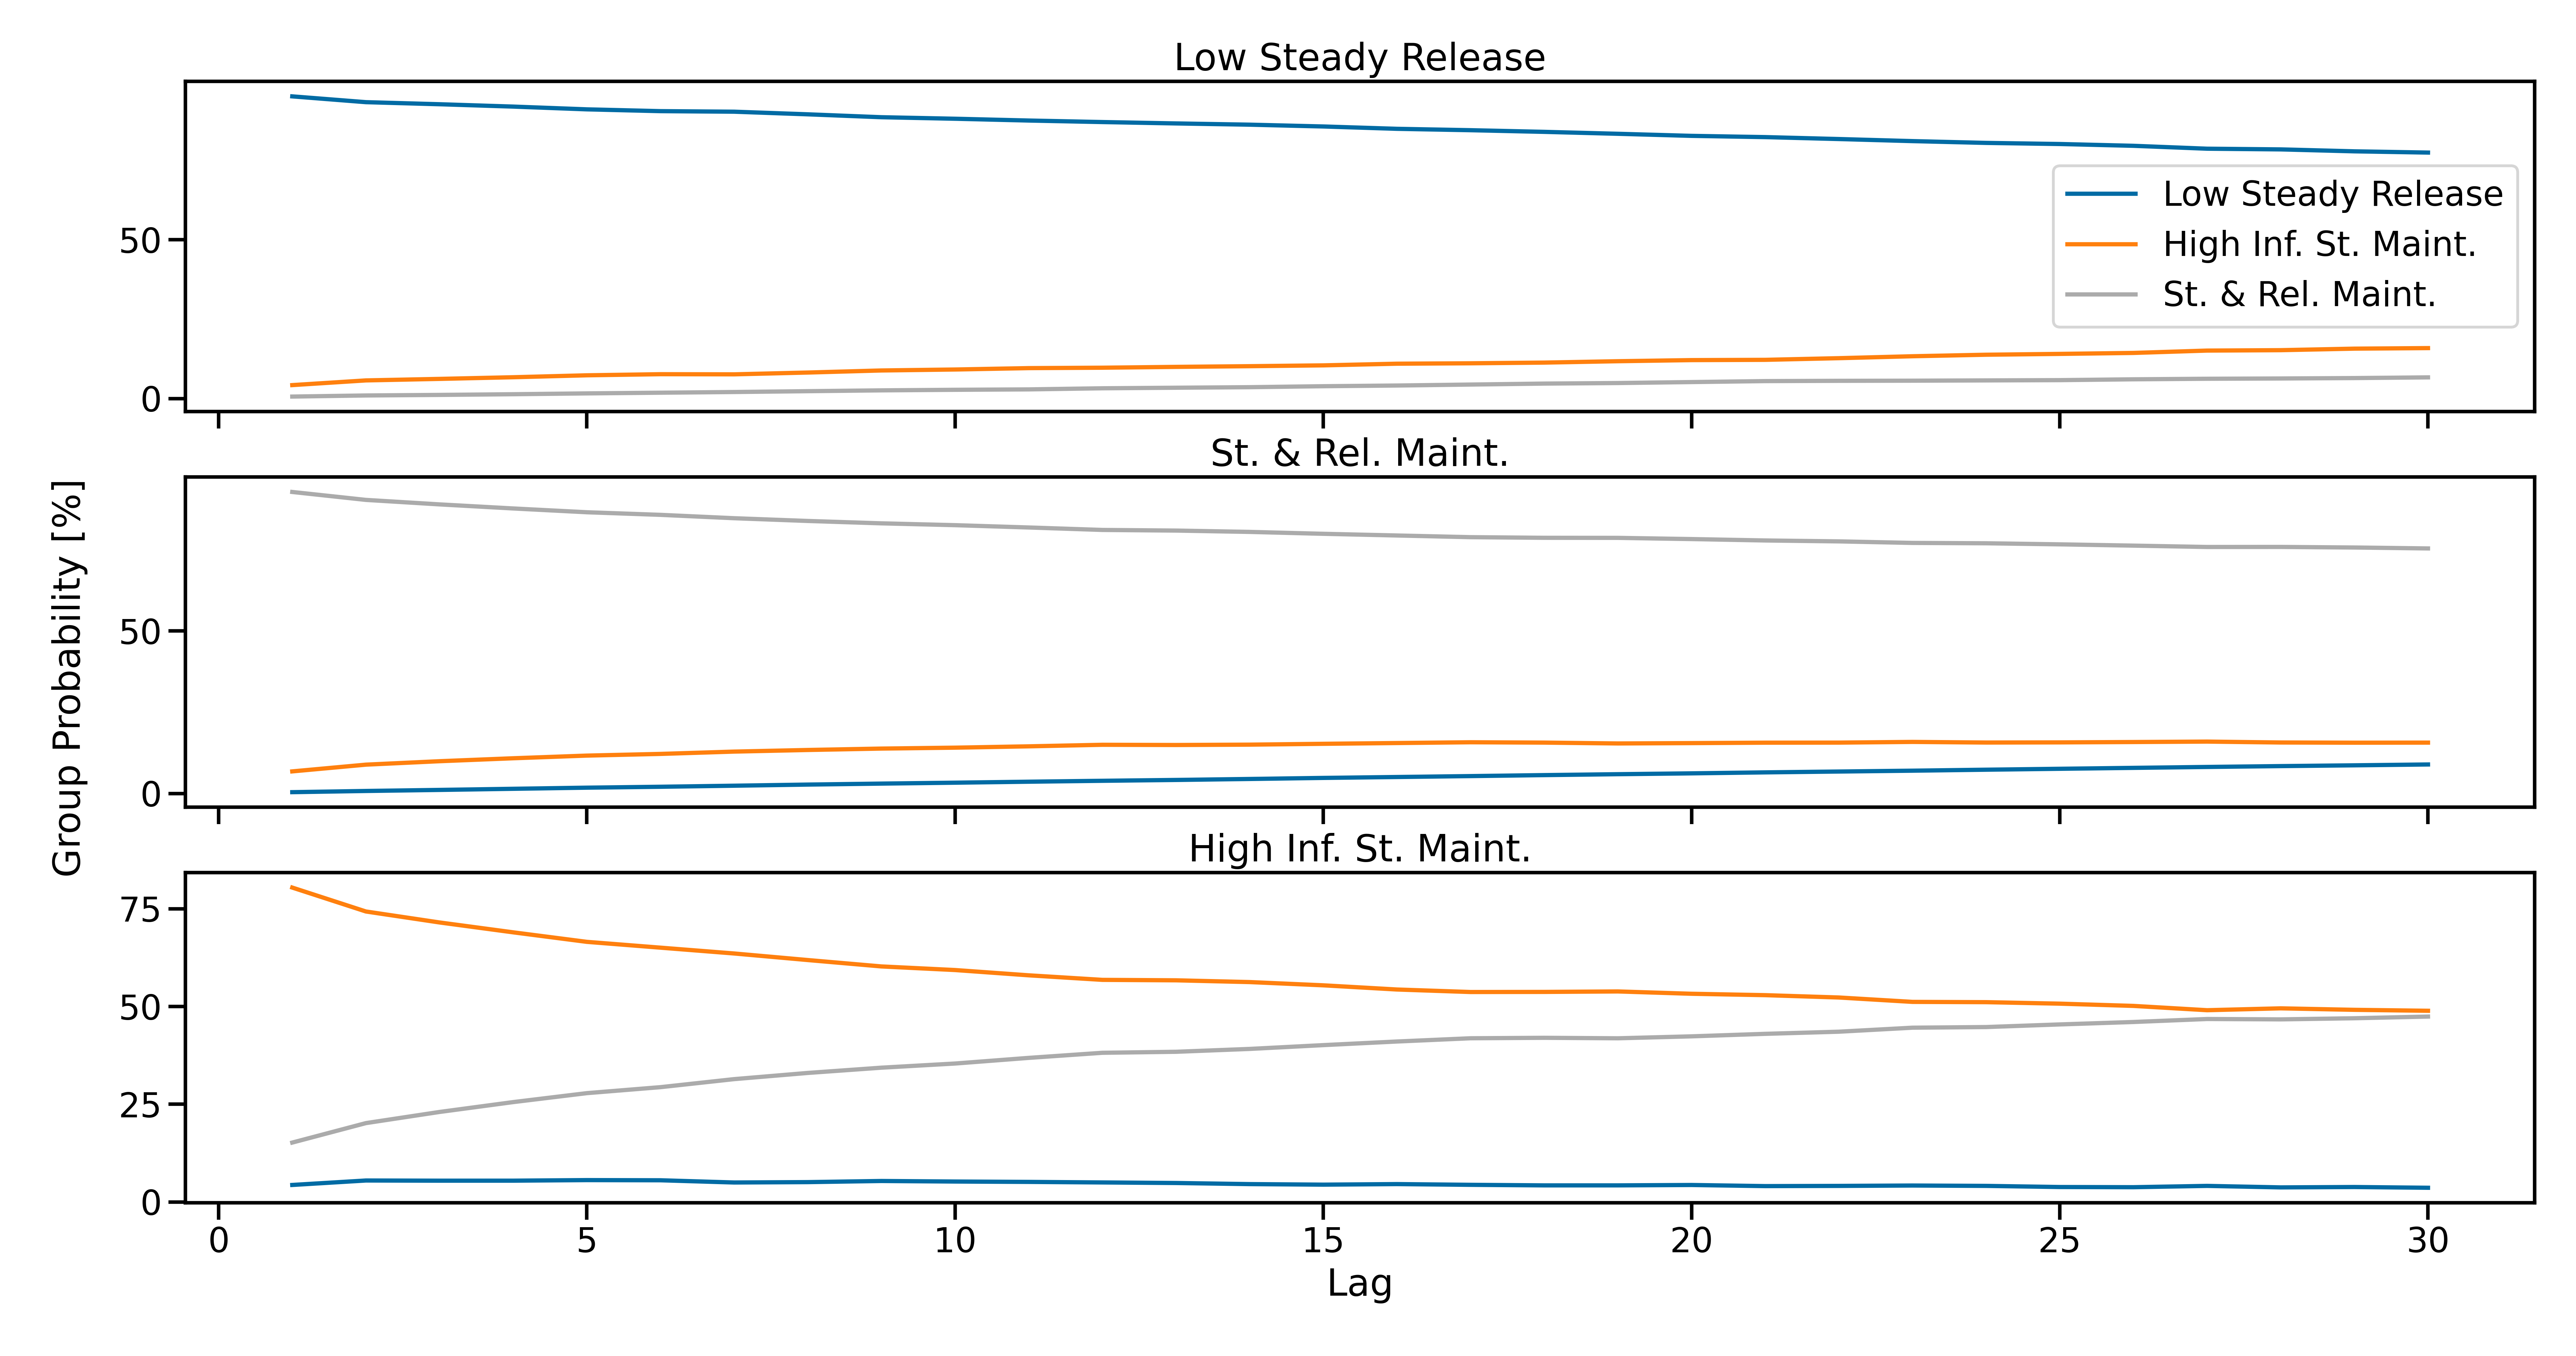 Low Steady Release
50
0
Low Steady Release
High Inf. St. Maint.
St. & Rel. Maint.
St. & Rel. Maint.
50
0
Group Probability [%]
High Inf. St. Maint.
75
50
25
0
0 5 10 15 20 25 30
Lag